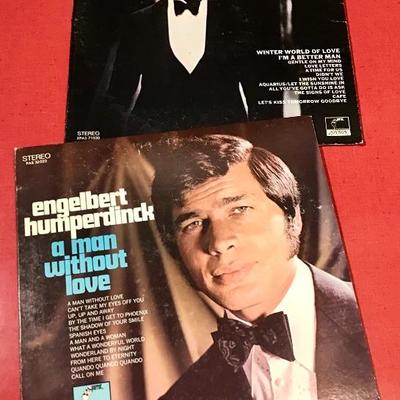 WINTER WORLD OF LOVE
I'M A BETTER MAN
GENTLE ON MY MIND
LOVE LETTERS
A TIME FOR US
DIDN'T WE
I WISH YOU LOVE
AQUARIUS/LET THE SUNSHINE IN
ALL YOU'VE GOTTA DO IS ASK
THE SIGNS OF LOVE
CAFE
LET'S KISS TOMORROW GOODBYE
STEREO
STEREO
engelbert
humperdinck
a man
without
love
A MAN WITHOUT LOVE
CAN'T TAKE MY EYES OFF YOU
UP, UP AND AWAY
BY THE TIME I GET TO PHOENIX
THE SHADOW OF YOUR SMILE
SPANISH EYES
A MAN AND A WOMAN
WHAT A WONDERFUL WORLD
WONDERLAND BY NIGHT
FROM HERE TO ETERNITY
QUANDO QUANDO QUANDO
CALL ON ME